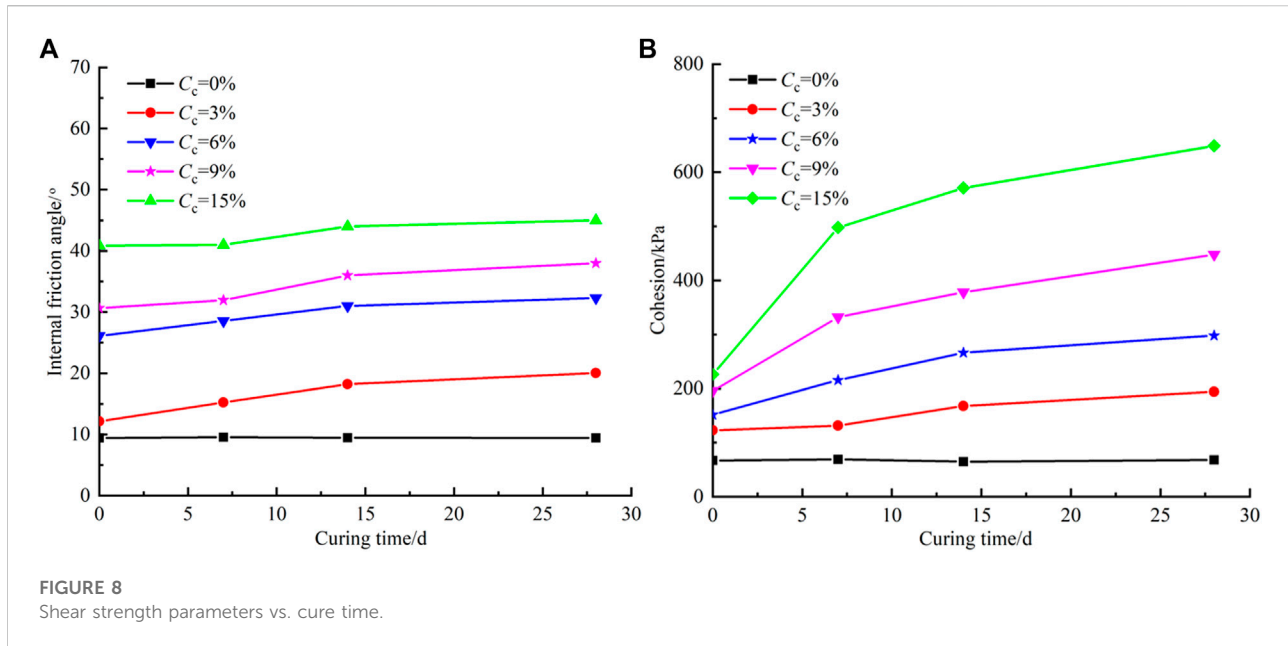 A
70
60
50
40
30
20
10
0
Internal friction angle/°
Cc=0%
Cc=3%
Cc=6%
Cc=9%
Cc=15%
0 5 10 15 20 25 30
Curing time/d
B
800
600
400
200
0
Cohesion/kPa
Cc=0%
Cc=3%
Cc=6%
Cc=9%
Cc=15%
0 5 10 15 20 25 30
Curing time/d
FIGURE 8
Shear strength parameters vs. cure time.